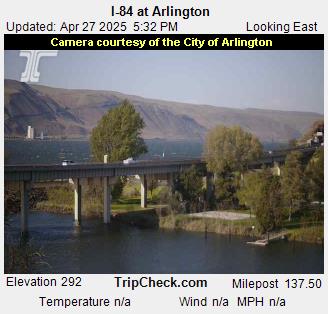 I-84 at Arlington
Updated: Apr 27 2025 5:32 PM Looking East
Camera courtesy of the City of Arlington
Elevation 292 TripCheck.com Milepost 137.50
Temperature n/a Wind n/a MPH n/a